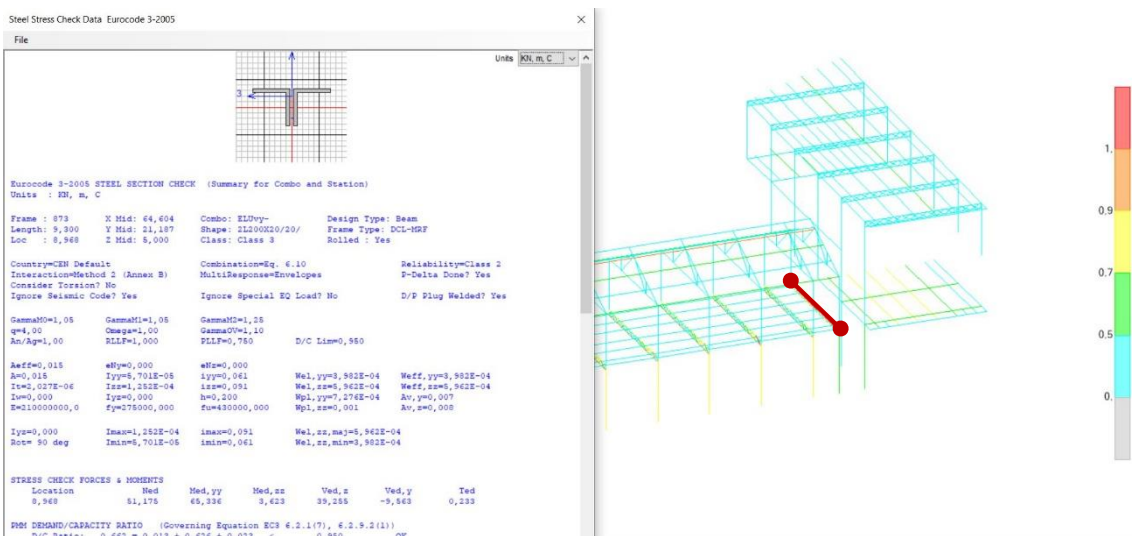 Steel Stress Check Data Eurocode 3-2005
File
Units KN, m, C
3
Eurocode 3-2005 STEEL SECTION CHECK (Summary for Combo and Station)
Units : KN, m, C
Frame : 873 X Mid: 64,604 Combo: ELUvy- Design Type: Beam
Length: 9,300 Y Mid: 21,187 Shape: 2L200X20/20/ Frame Type: DCL-MRF
Loc : 8,968 Z Mid: 5,000 Class: Class 3 Rolled : Yes
Country=CEN Default Combination=Eq. 6.10 Reliability=Class 2
Interaction=Method 2 (Annex B) MultiResponse=Envelopes P-Delta Done? Yes
Consider Torsion? No
Ignore Seismic Code? Yes Ignore Special EQ Load? No D/P Plug Welded? Yes
GammaM0=1,05 GammaM1=1,05 GammaM2=1,25
q=4,00 Omega=1,00 GammaOV=1,10
An/Ag=1,00 RLLF=1,000 PLLF=0,750 D/C Lim=0,950
Aeff=0,015 eNy=0,000 eNz=0,000
A=0,015 Iyy=5,701E-05 iyy=0,061 Wel,yy=3,982E-04 Weff,yy=3,982E-04
It=2,027E-06 Izz=1,252E-04 izz=0,091 Wel,zz=5,962E-04 Weff,zz=5,962E-04
Iw=0,000 Iyz=0,000 h=0,200 Wpl,yy=7,276E-04 Av,y=0,007
E=210000000,0 fy=275000,000 fu=430000,000 Wpl,zz=0,001 Av,z=0,008
Iyz=0,000 Imax=1,252E-04 imax=0,091 Wel,zz,maj=5,962E-04
Rot= 90 deg Imin=5,701E-05 imin=0,061 Wel,zz,min=3,982E-04
STRESS CHECK FORCES & MOMENTS
Location Ned Med,yy Med,zz Ved,z Ved,y Ted
8,968 51,175 65,336 3,623 39,255 -9,563 0,233
PMM DEMAND/CAPACITY RATIO (Governing Equation EC3 6.2.1(7), 6.2.9.2(1))
D/C Ratio: 0,662 = 0,013 + 0,626 + 0,023 < 0,950 OK
1,
0.9
0.7
0.5
0,